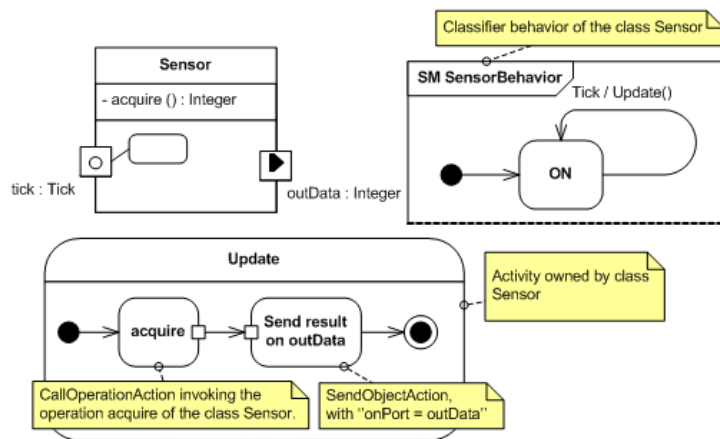 Classifier behavior of the class Sensor
Sensor
- acquire () : Integer
tick : Tick
outData : Integer
SM SensorBehavior
Tick / Update()
ON
Update
acquire
Send result
on outData
Activity owned by class
Sensor
CallOperationAction invoking the
operation acquire of the class Sensor.
SendObjectAction,
with ''onPort = outData''